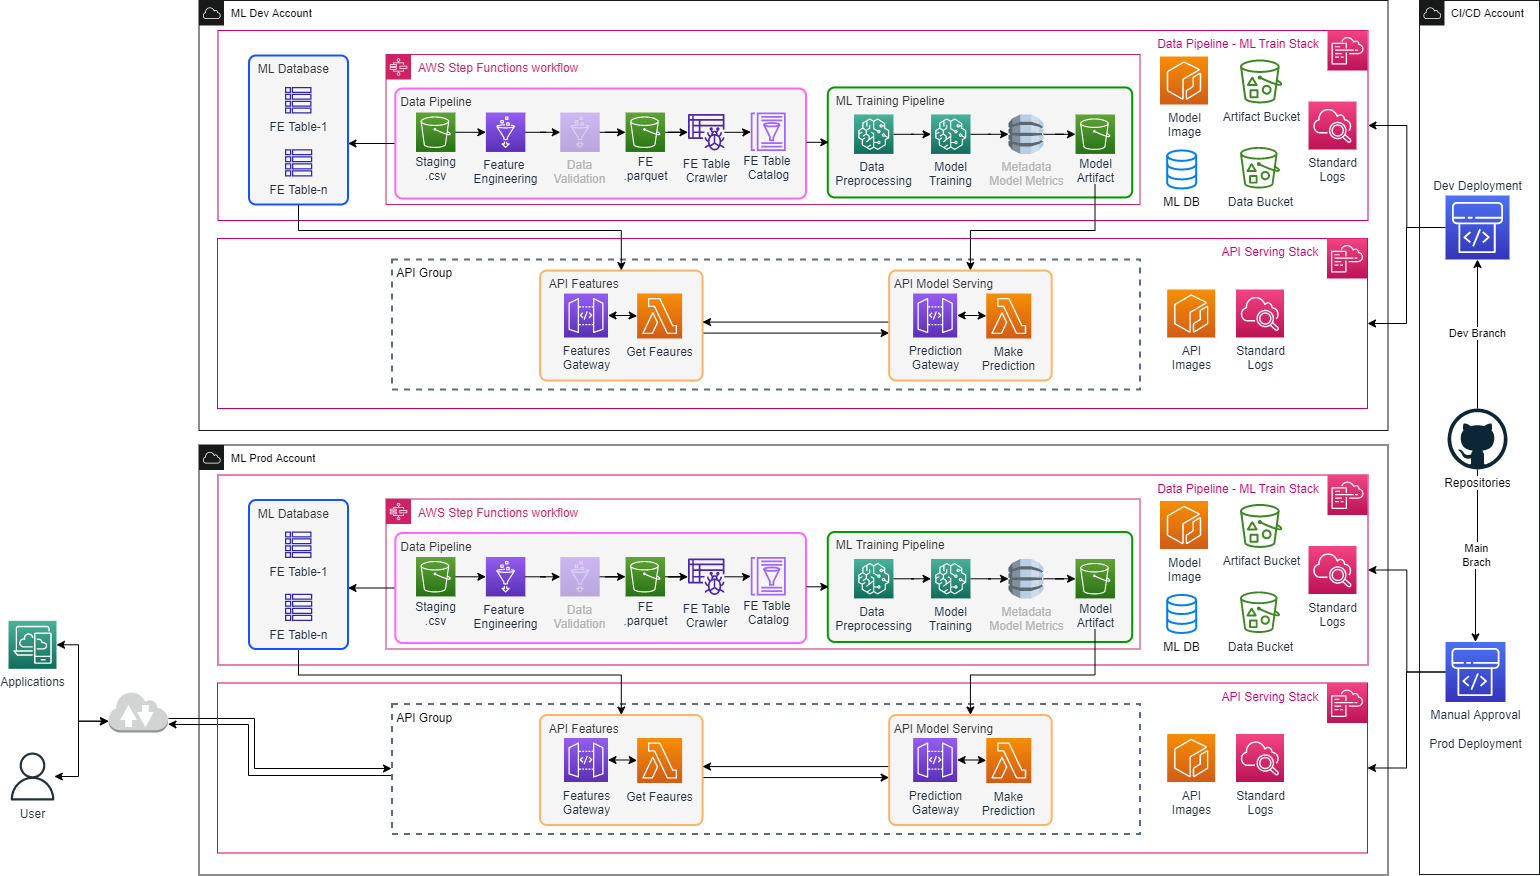 ML Dev Account
CI/CD Account
Data Pipeline - ML Train Stack
ML Database
FE Table-1
FE Table-n
AWS Step Functions workflow
Data Pipeline
Staging
.csv
Feature
Engineering
Data
Validation
FE
.parquet
FE Table
Crawler
FE Table
Catalog
ML Training Pipeline
Data
Preprocessing
Model
Training
Metadata
Model Metrics
Model
Artifact
Model
Image
Artifact Bucket
Standard
Logs
ML DB
Data Bucket
Dev Deployment
API Serving Stack
API Group
API Features
Features
Gateway
Get Feaures
API Model Serving
Prediction
Gateway
Make
Prediction
API
Images
Standard
Logs
Dev Branch
Repositories
Main
Brach
ML Prod Account
Data Pipeline - ML Train Stack
ML Database
FE Table-1
FE Table-n
AWS Step Functions workflow
Data Pipeline
Staging
.csv
Feature
Engineering
Data
Validation
FE
.parquet
FE Table
Crawler
FE Table
Catalog
ML Training Pipeline
Data
Preprocessing
Model
Training
Metadata
Model Metrics
Model
Artifact
Model
Image
Artifact Bucket
Standard
Logs
ML DB
Data Bucket
Manual Approval
Prod Deployment
Applications
User
API Serving Stack
API Group
API Features
Features
Gateway
Get Feaures
API Model Serving
Prediction
Gateway
Make
Prediction
API
Images
Standard
Logs